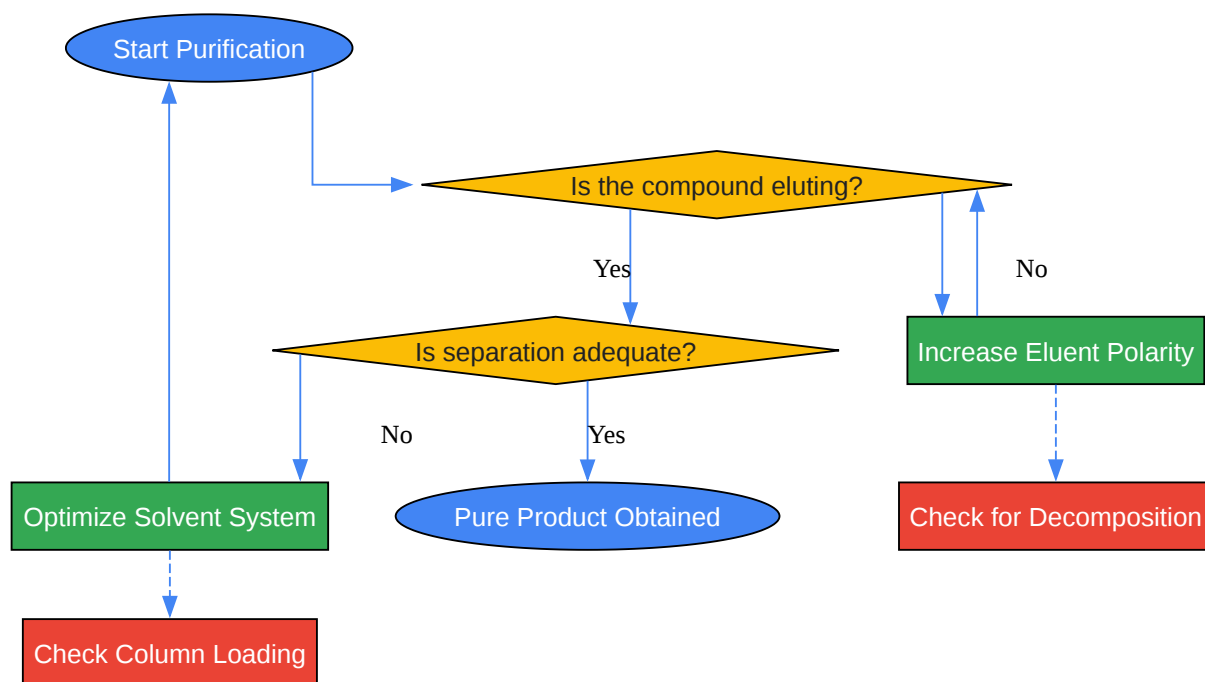 Start Purification
Is the compound eluting?
Yes
No
Is separation adequate?
Increase Eluent Polarity
No
Yes
Optimize Solvent System
Pure Product Obtained
Check for Decomposition
Check Column Loading